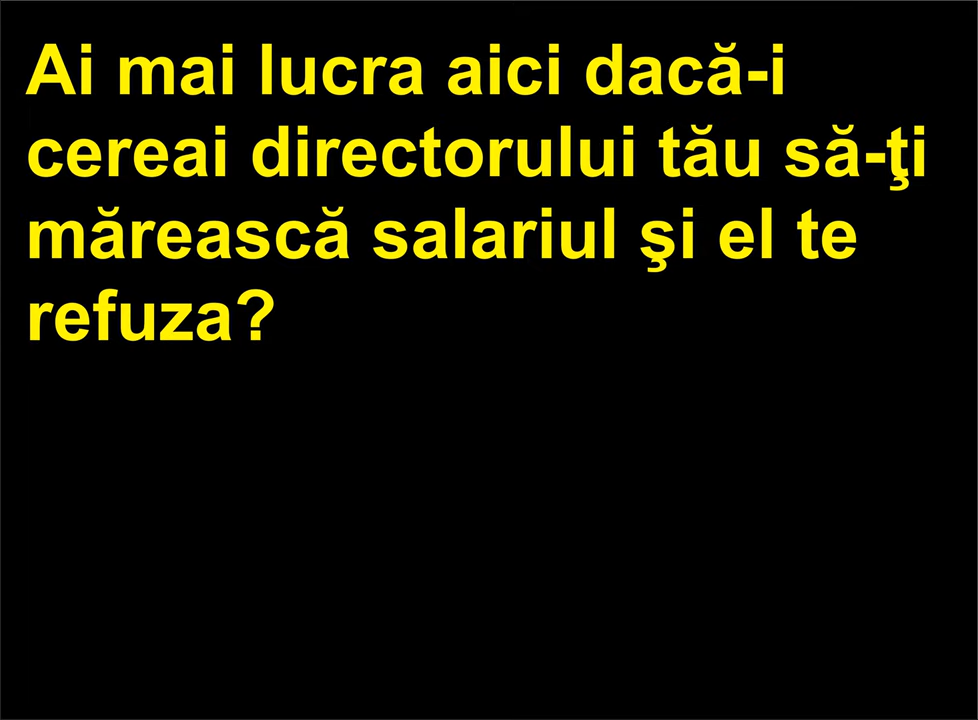 Ai mai lucra aici dacă-i
cereai directorului tău să-ţi
mărească salariul şi el te
refuza?